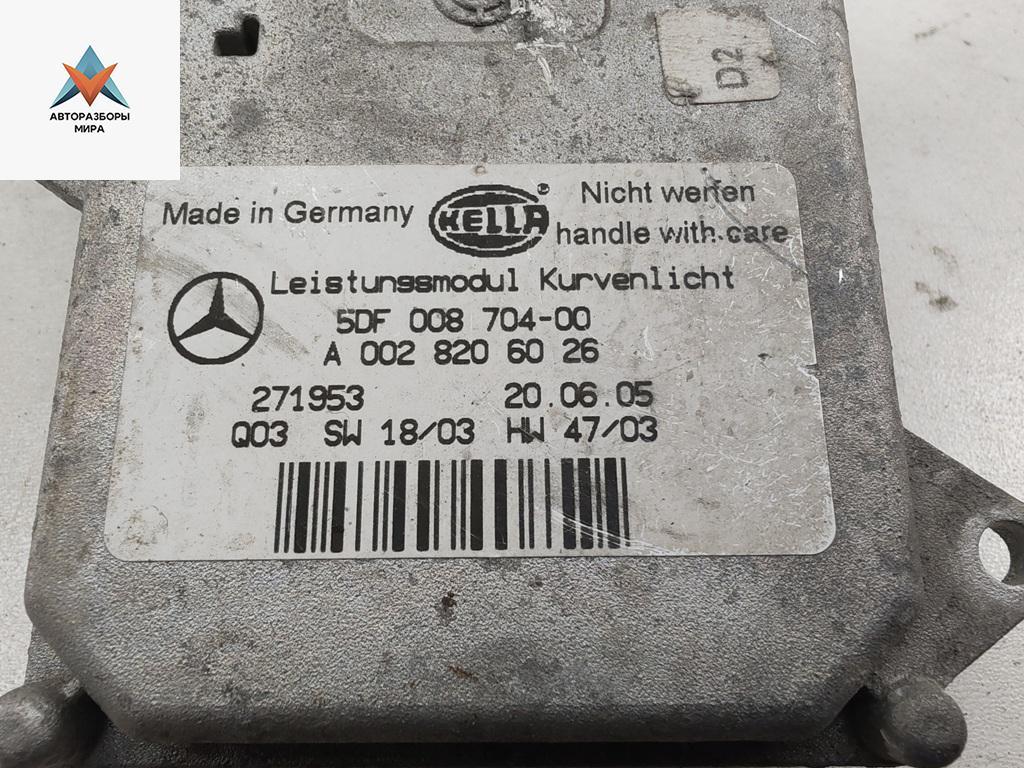 АВТОРАЗБОРЫ
МИРА
D2
Made in Germany
HELLA
Nicht werfen
handle with care
Leistungsmodul Kurvenlicht
5DF 008 704-00
A 002 820 60 26
271953 20.06.05
Q03 SW 18/03 HW 47/03